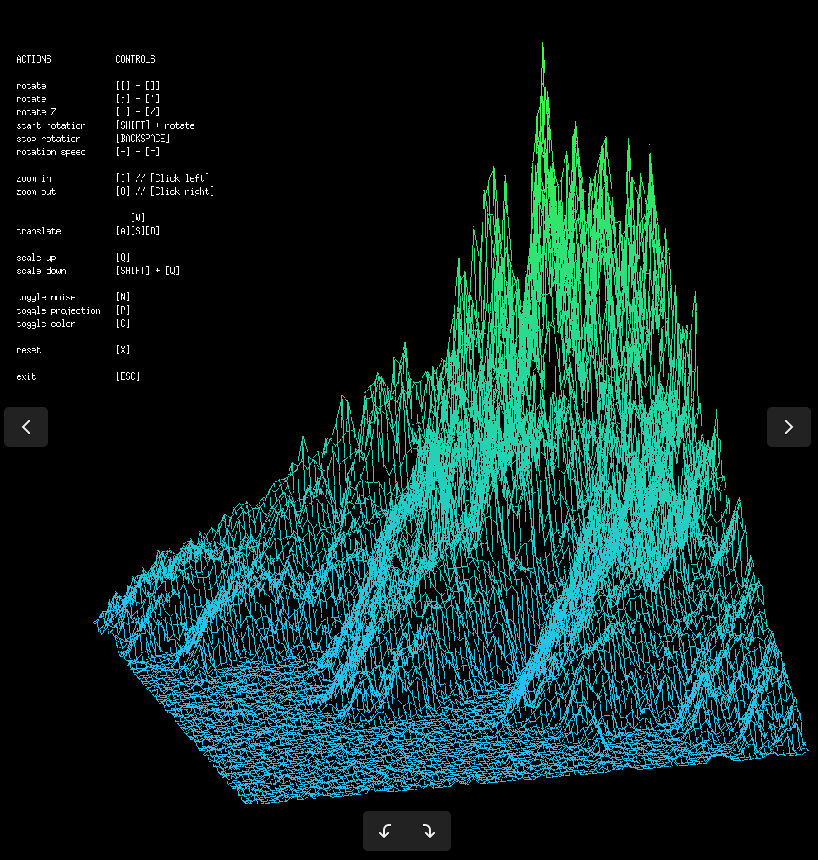 ACTIONS CONTROLS
rotate
rotate
rotate Z
start rotation [SHIFT] + rotate
stop rotation [BACKSPACE]
rotation speed
zoom in // [Click left]
zoom out [O] // [Click right]
[W]
translate [A][S][D]
scale up [Q]
scale down [SHIFT] + [W]
toggle noise [N]
toggle projection [P]
toggle color [C]
reset [X]
exit [ESC]